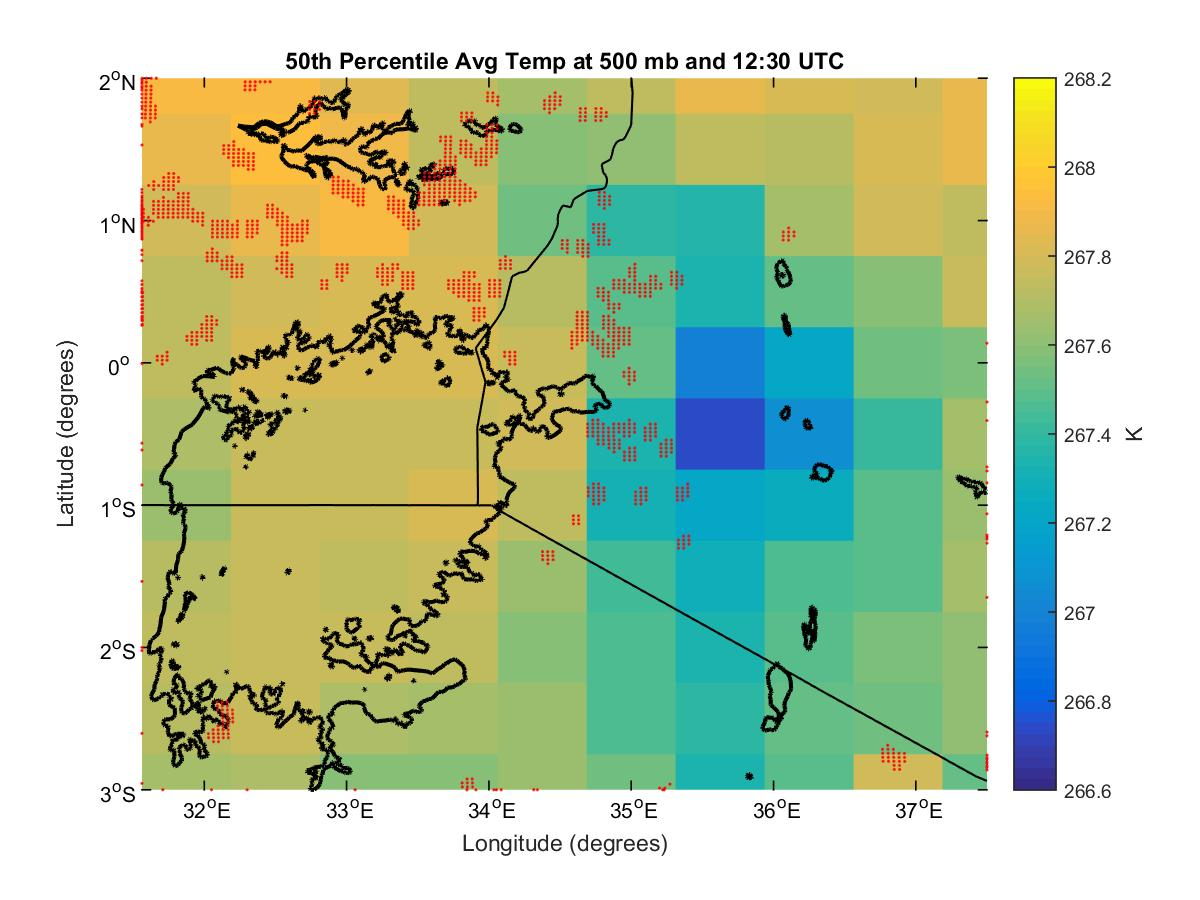 50th Percentile Avg Temp at 500 mb and 12:30 UTC
2°N
1°N
0°
1°S
2°S
3°S
Latitude (degrees)
32°E 33°E 34°E 35°E 36°E 37°E
Longitude (degrees)
268.2
268
267.8
267.6
267.4
267.2
267
266.8
266.6
K